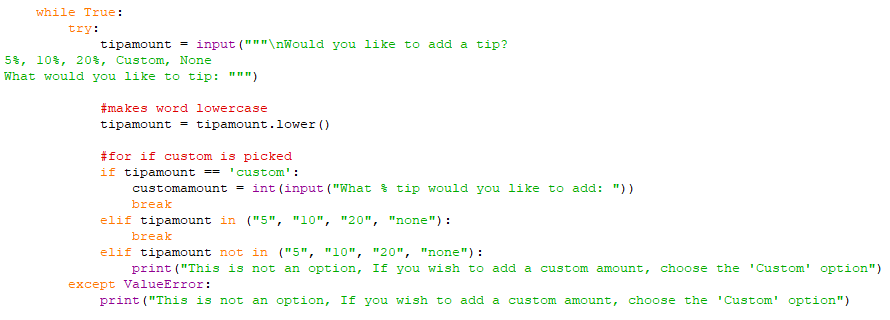 while True:
try:
tipamount = input("""\nWould you like to add a tip?
5%, 10%, 20%, Custom, None
What would you like to tip: """)
#makes word lowercase
tipamount = tipamount.lower()
#for if custom is picked
if tipamount == 'custom':
customamount = int(input("What % tip would you like to add: "))
break
elif tipamount in ("5", "10", "20", "none"):
break
elif tipamount not in ("5", "10", "20", "none"):
print("This is not an option, If you wish to add a custom amount, choose the 'Custom' option")
except ValueError:
print("This is not an option, If you wish to add a custom amount, choose the 'Custom' option")